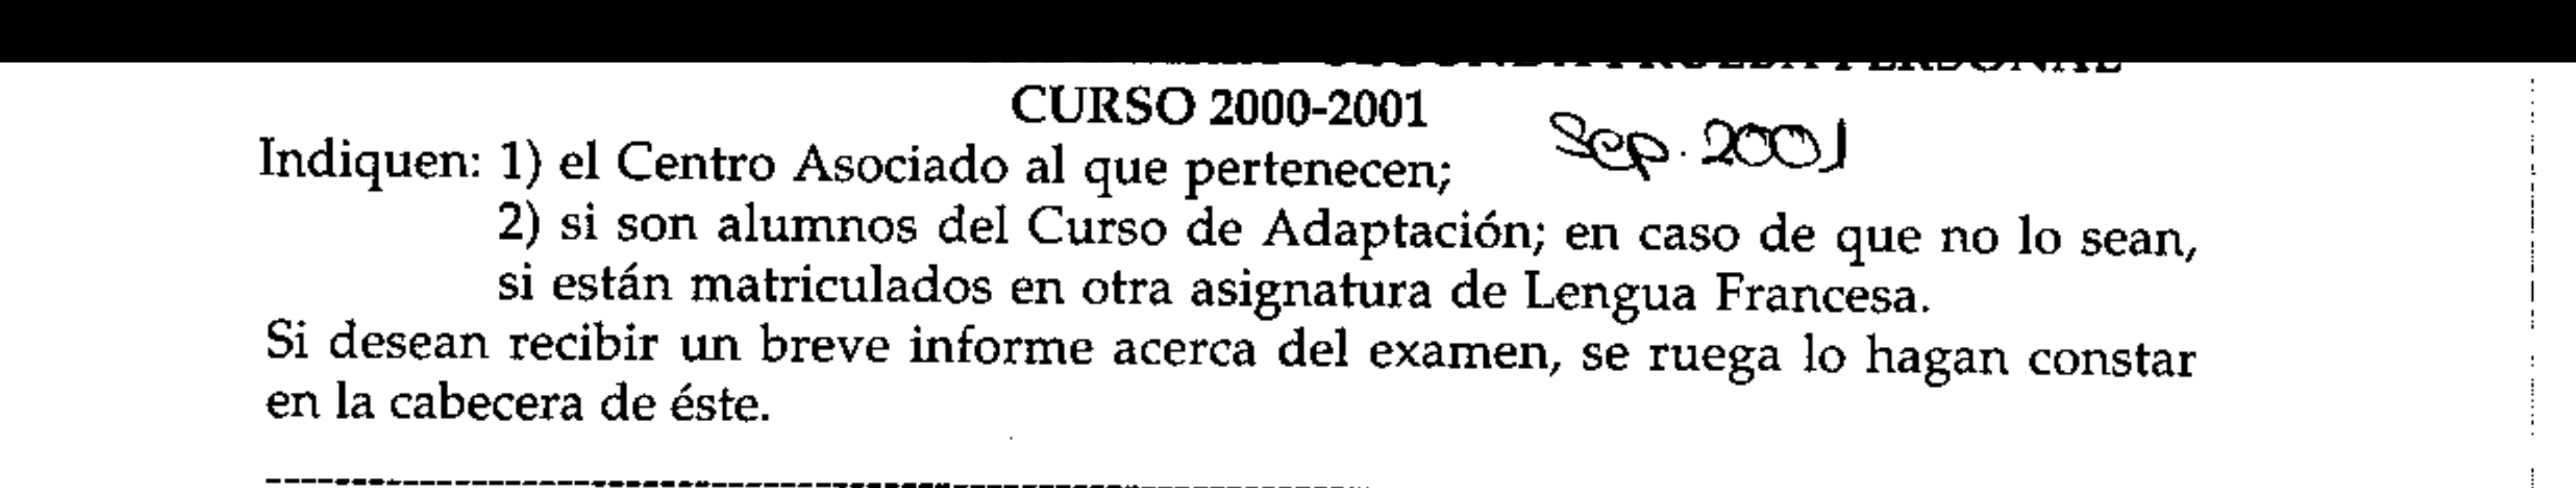 PRUEBA PERSONAL
CURSO 2000-2001
Sep. 2001
Indiquen: 1) el Centro Asociado al que pertenecen;
2) si son alumnos del Curso de Adaptación; en caso de que no lo sean,
si están matriculados en otra asignatura de Lengua Francesa.
Si desean recibir un breve informe acerca del examen, se ruega lo hagan constar
en la cabecera de éste.